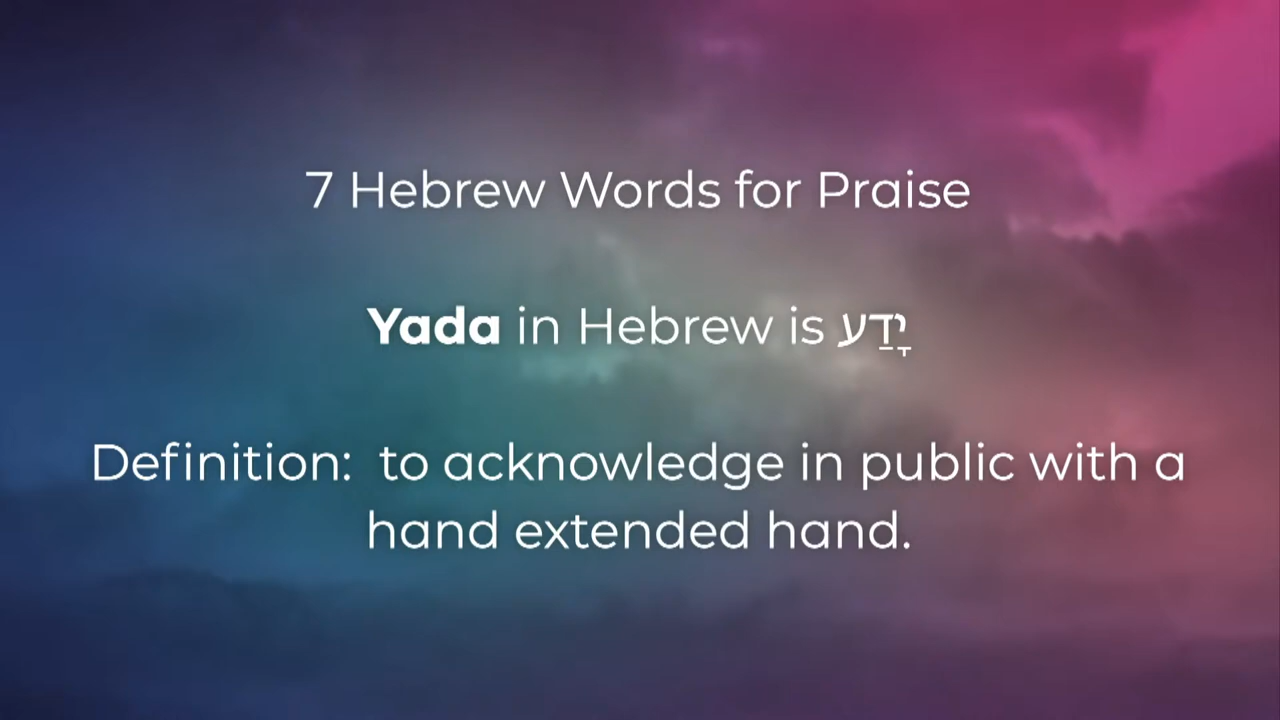 7 Hebrew Words for Praise
Yada in Hebrew is יָדַע
Definition:  to acknowledge in public with a
hand extended hand.